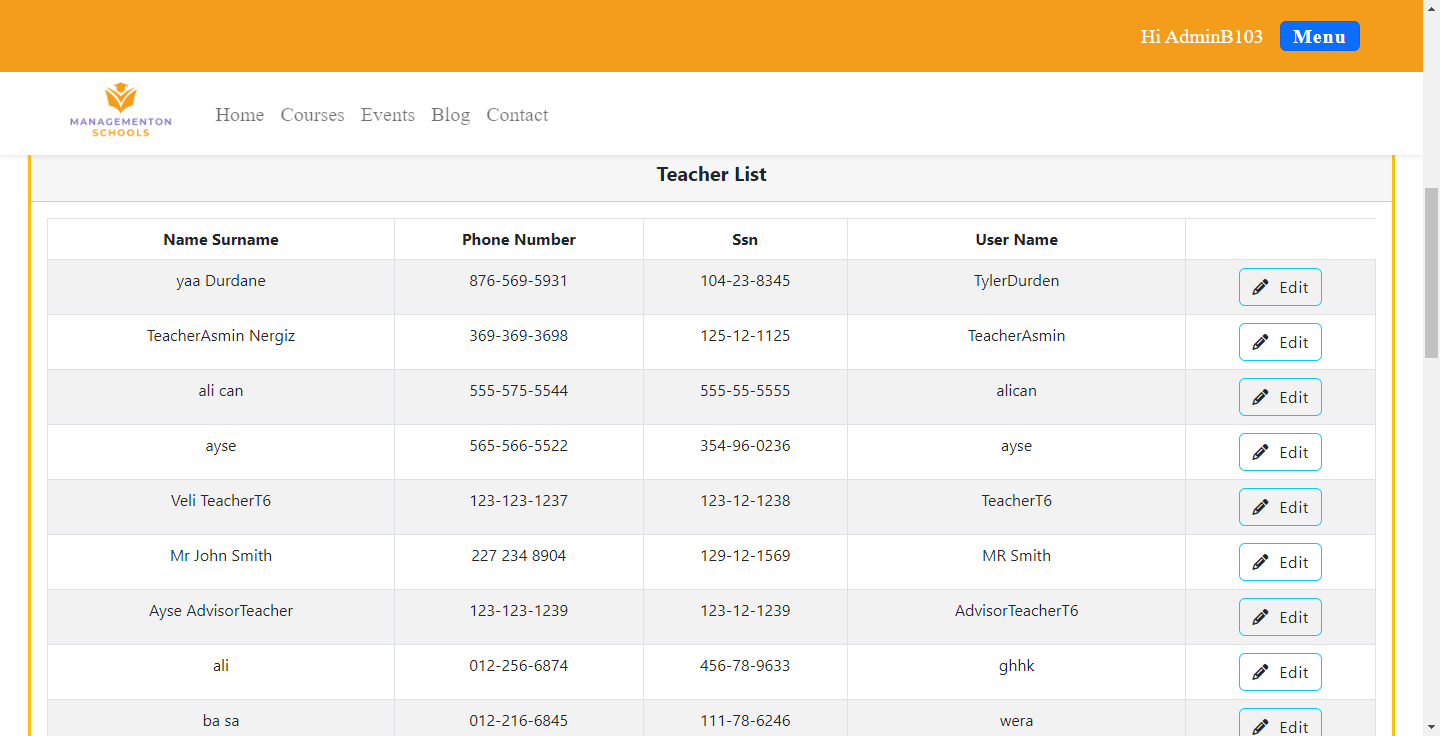 Hi AdminB103 Menu
MANAGEMENTON
SCHOOLS
Home Courses Events Blog Contact
Teacher List
Name Surname Phone Number Ssn User Name
yaa Durdane 876-569-5931 104-23-8345 TylerDurden Edit
TeacherAsmin Nergiz 369-369-3698 125-12-1125 TeacherAsmin Edit
ali can 555-575-5544 555-55-5555 alican Edit
ayse 565-566-5522 354-96-0236 ayse Edit
Veli TeacherT6 123-123-1237 123-12-1238 TeacherT6 Edit
Mr John Smith 227 234 8904 129-12-1569 MR Smith Edit
Ayse AdvisorTeacher 123-123-1239 123-12-1239 AdvisorTeacherT6 Edit
ali 012-256-6874 456-78-9633 ghhk Edit
ba sa 012-216-6845 111-78-6246 wera Edit